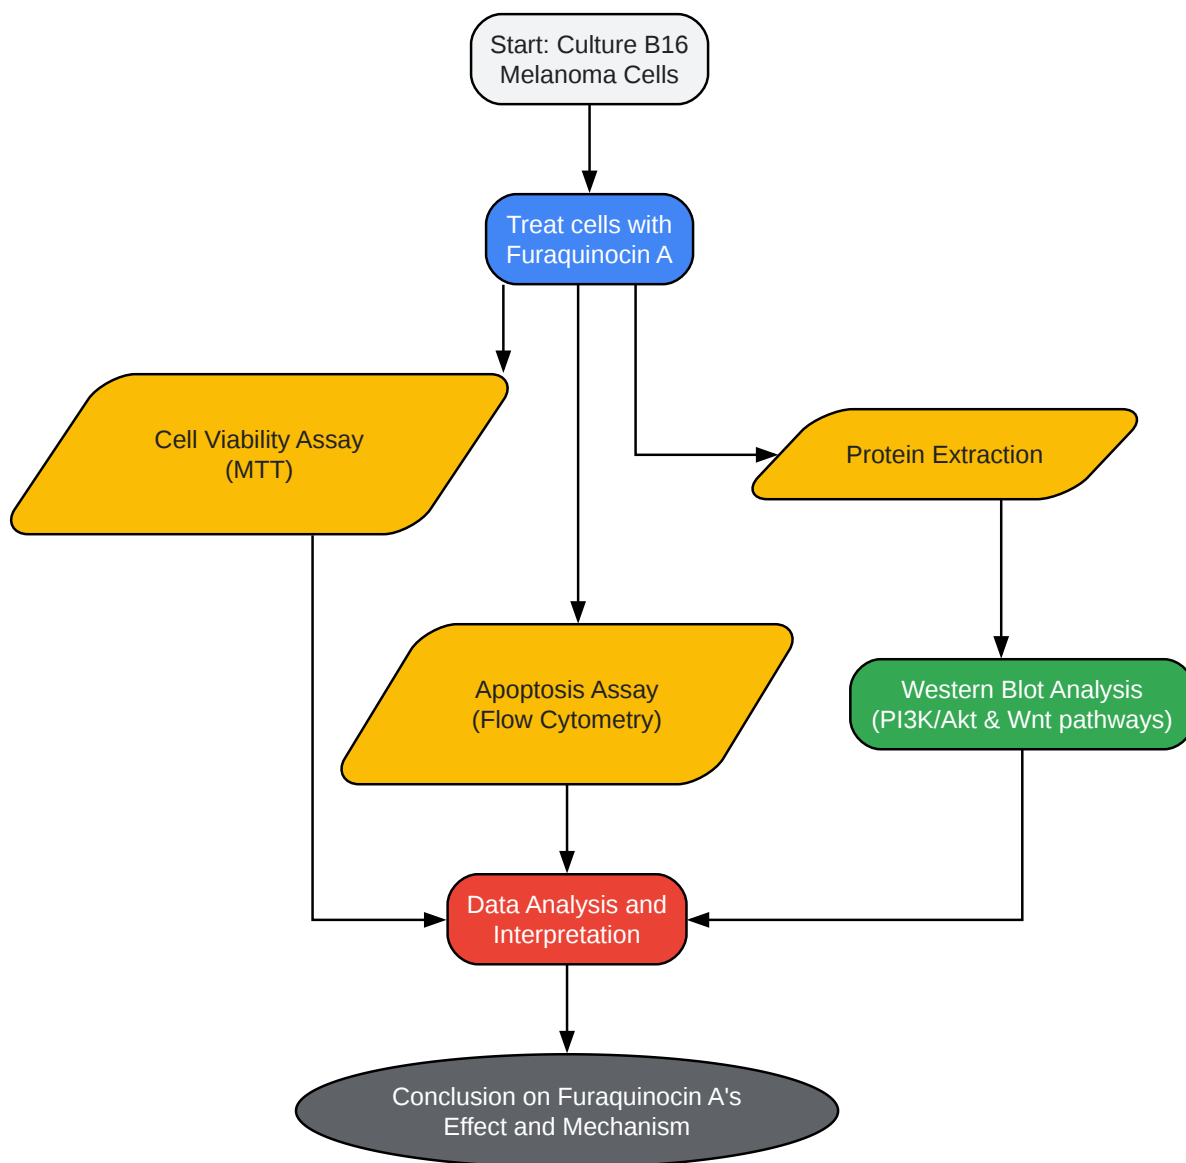 Start: Culture B16
Melanoma Cells
Treat cells with
Furaquinocin A
Cell Viability Assay
(MTT)
Protein Extraction
Apoptosis Assay
(Flow Cytometry)
Western Blot Analysis
(PI3K/Akt & Wnt pathways)
Data Analysis and
Interpretation
Conclusion on Furaquinocin A's
Effect and Mechanism